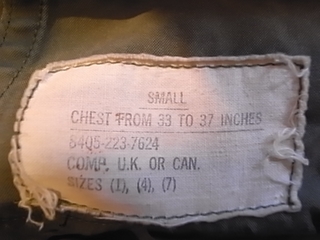 SMALL
CHEST FROM 33 TO 37 INCHES
8405-223-7624
COMP. U.K. OR CAN.
SIZES (1), (4), (7)